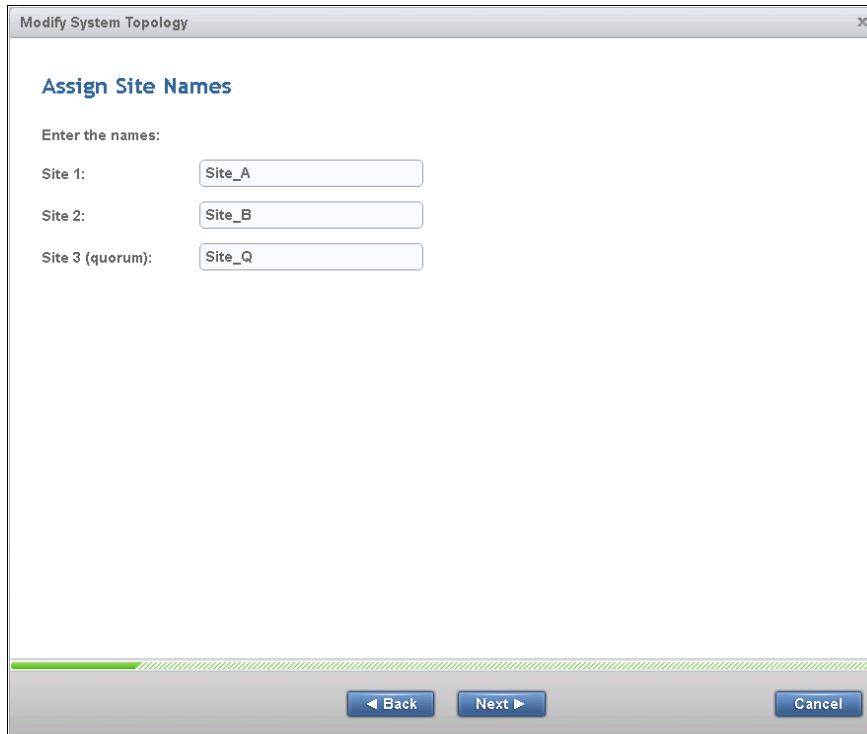 Modify System Topology x
Assign Site Names
Enter the names:
Site 1: Site_A
Site 2: Site_B
Site 3 (quorum): Site_Q
◄ Back Next ► Cancel